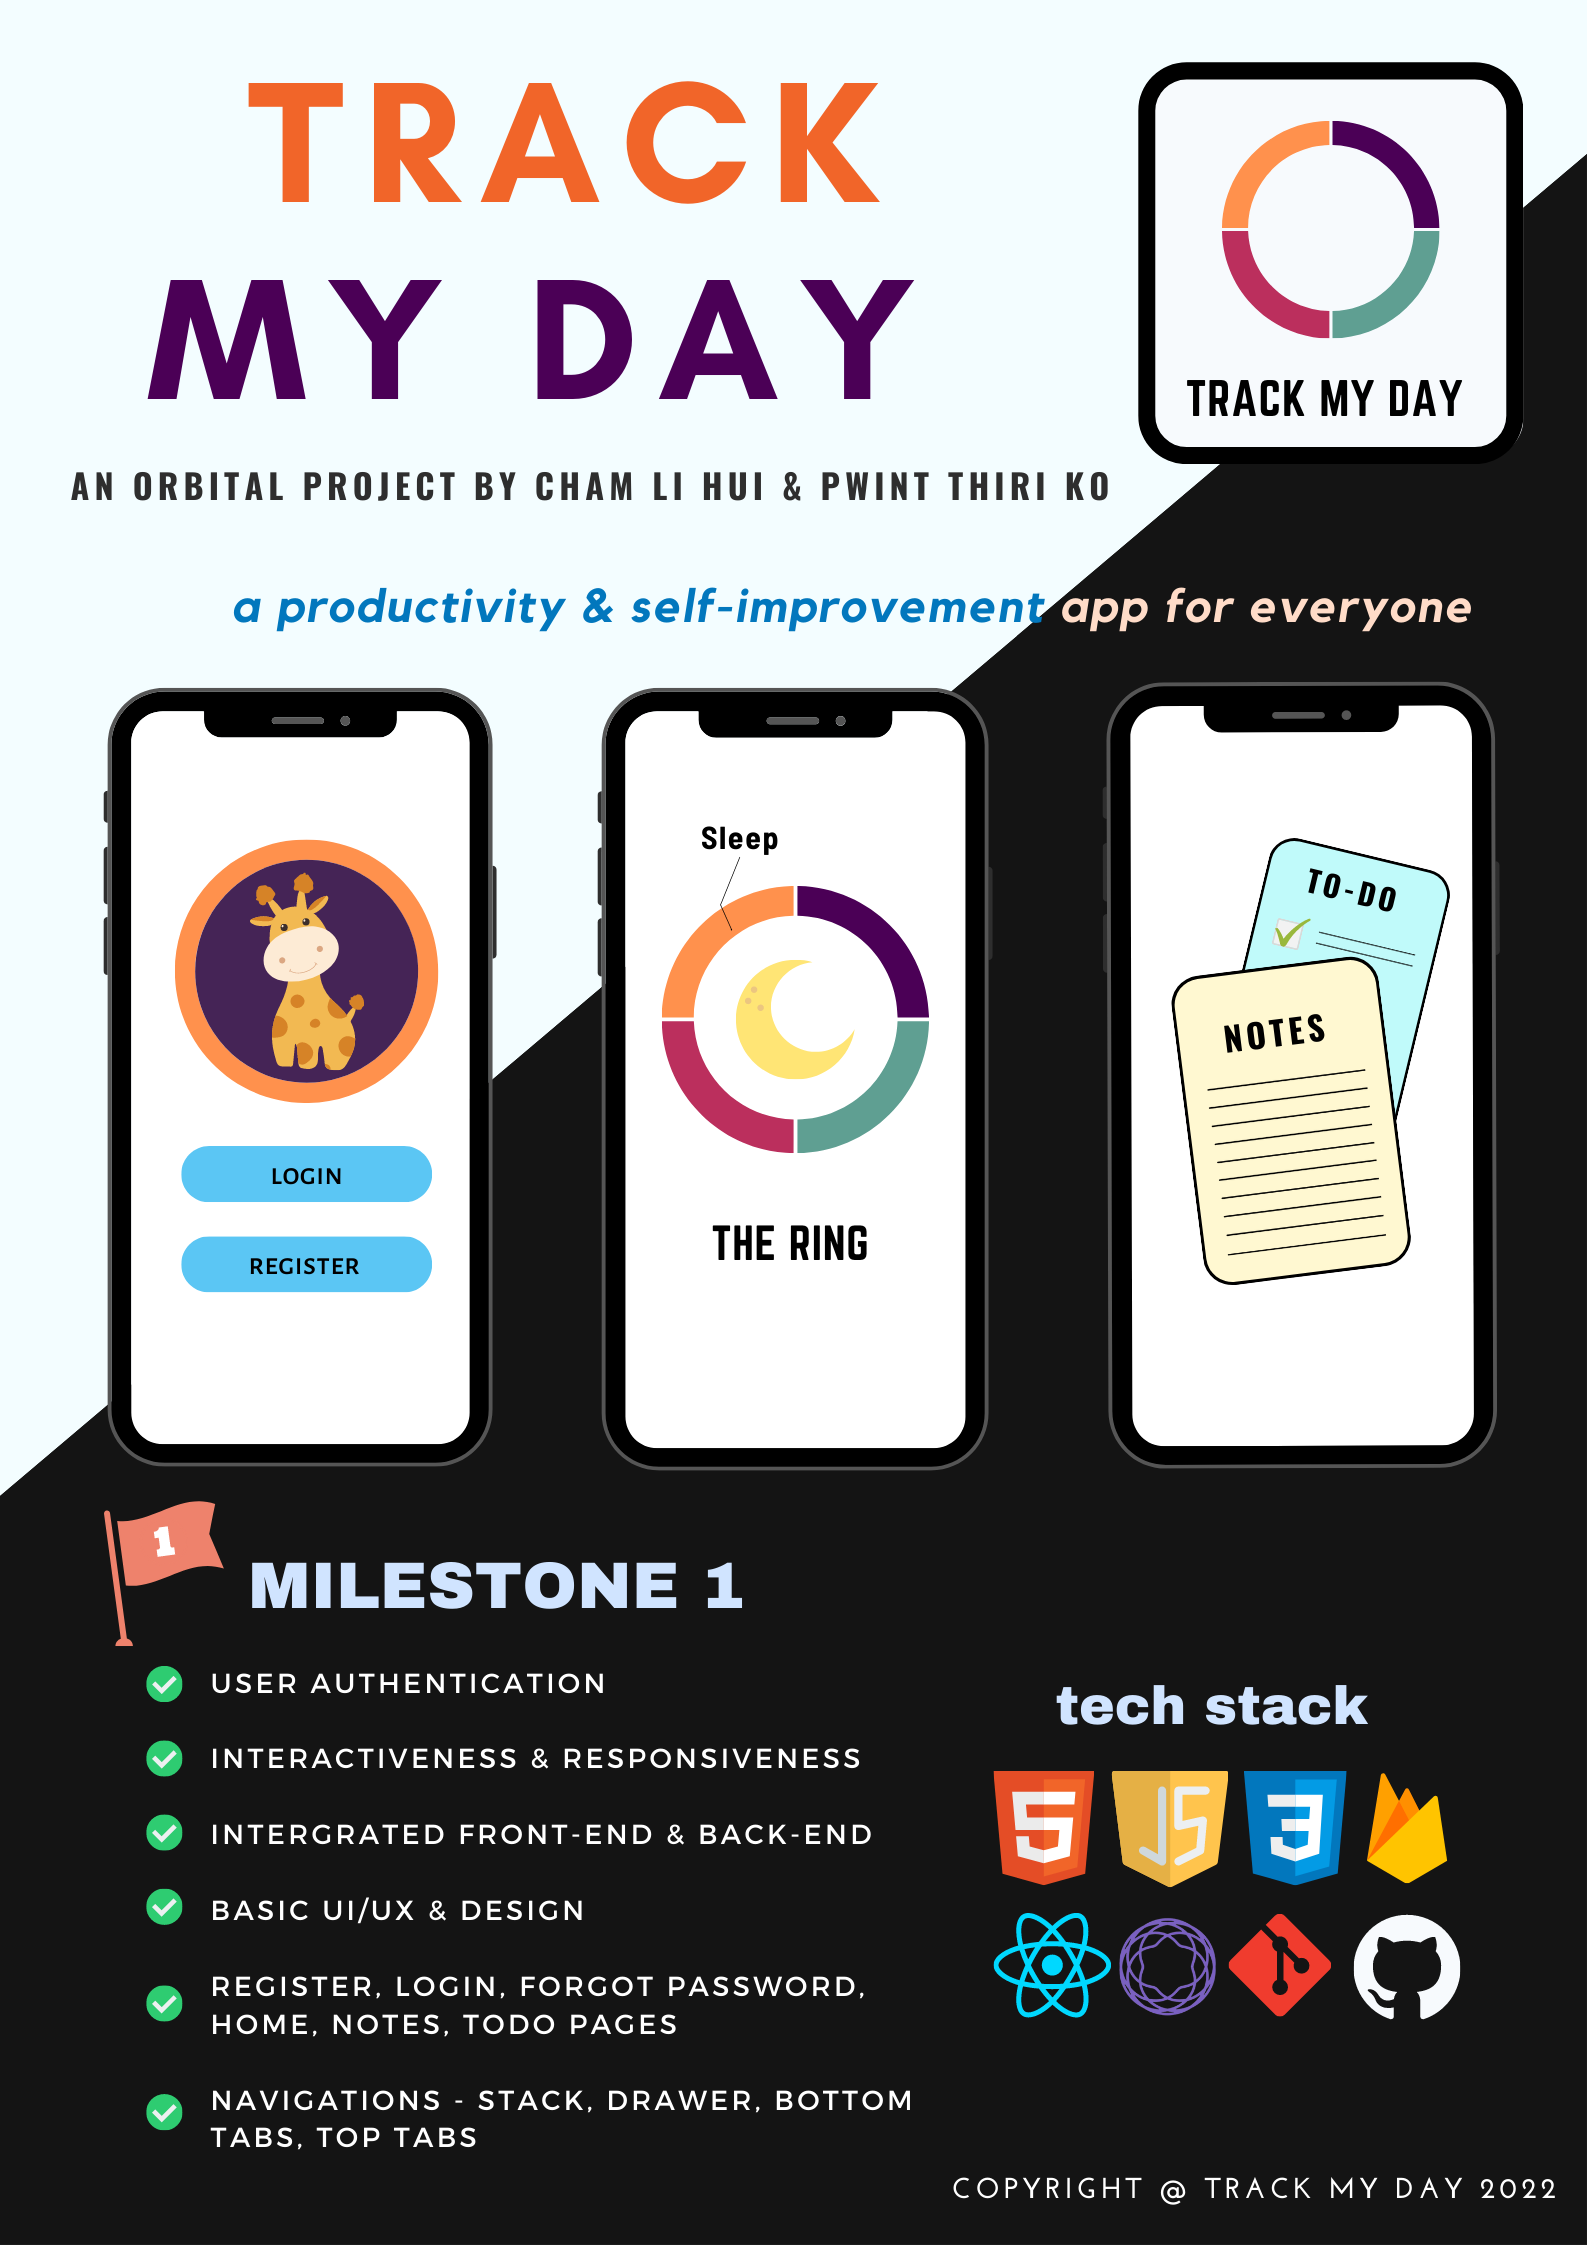 TRACK
MY DAY
TRACK MY DAY
AN ORBITAL PROJECT BY CHAM LI HUI & PWINT THIRI KO
a productivity & self-improvement app for everyone
LOGIN
REGISTER
Sleep
THE RING
TO-DO
NOTES
1
MILESTONE 1
USER AUTHENTICATION
INTERACTIVENESS & RESPONSIVENESS
INTERGRATED FRONT-END & BACK-END
BASIC UI/UX & DESIGN
REGISTER, LOGIN, FORGOT PASSWORD,
HOME, NOTES, TODO PAGES
NAVIGATIONS - STACK, DRAWER, BOTTOM
TABS, TOP TABS
tech stack
5
JS
3
COPYRIGHT @ TRACK MY DAY 2022